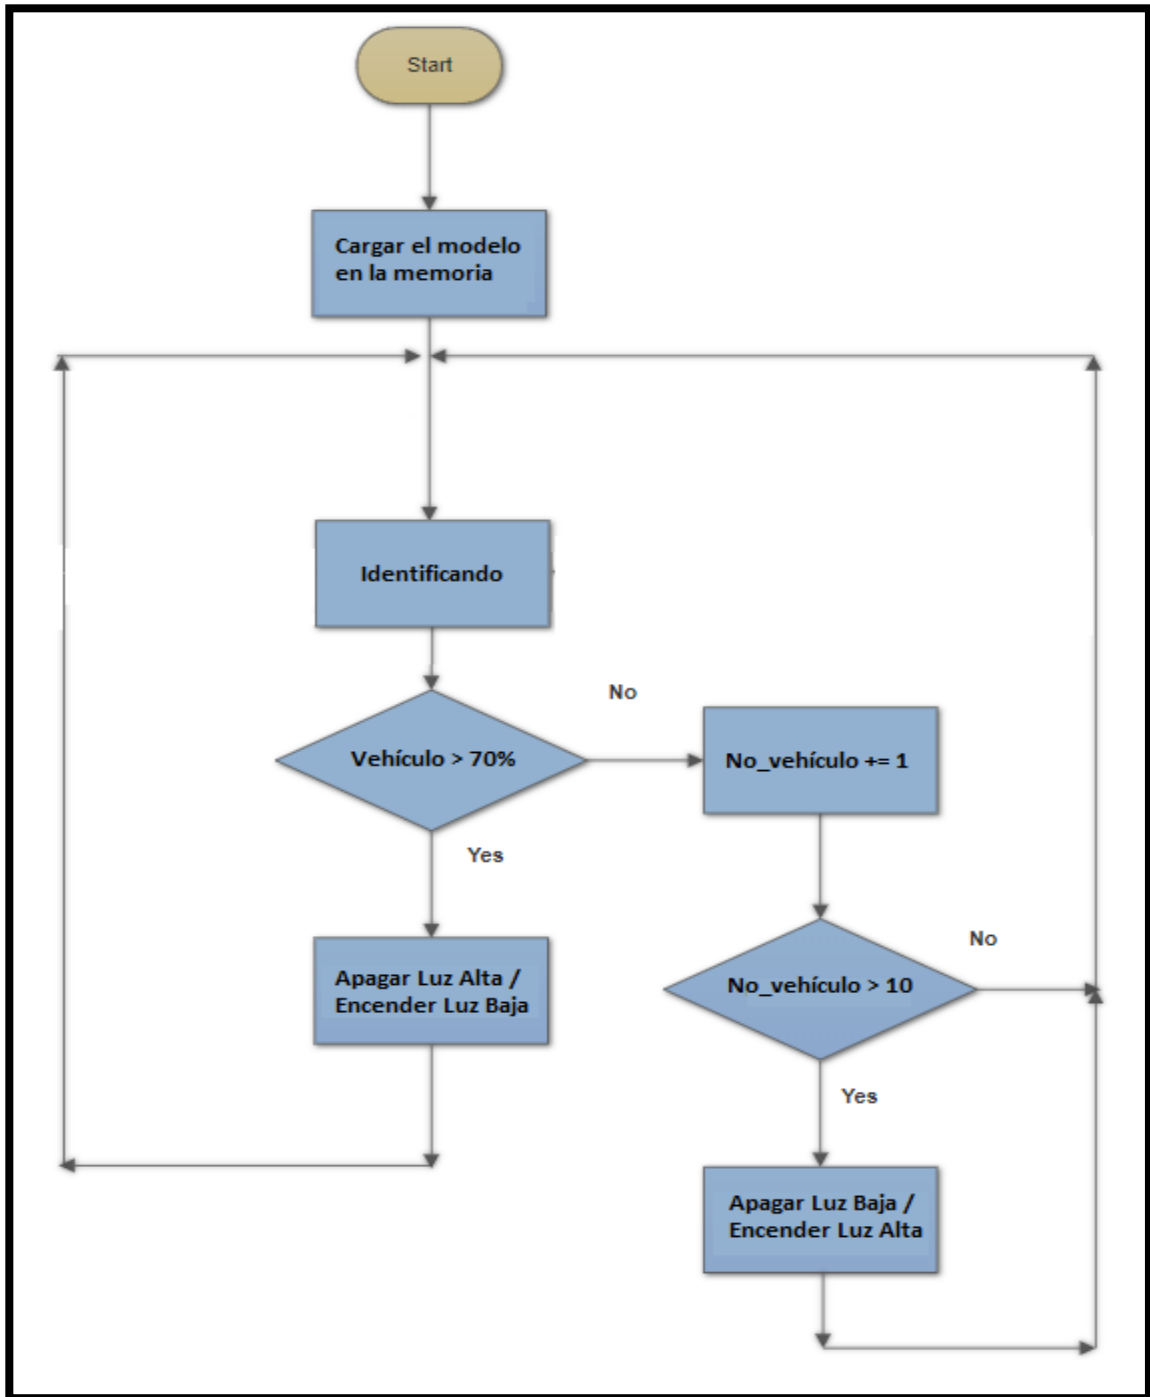 Start
Cargar el modelo
en la memoria
Identificando
Vehículo > 70%
No
No_vehículo += 1
Yes
Apagar Luz Alta /
Encender Luz Baja
No_vehículo > 10
No
Yes
Apagar Luz Baja /
Encender Luz Alta